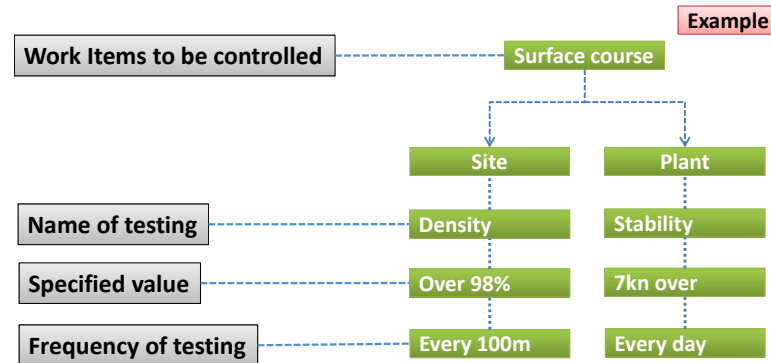 Example
Work Items to be controlled
Surface course
Site
Plant
Name of testing
Density
Stability
Specified value
Over 98%
7kn over
Frequency of testing
Every 100m
Every day